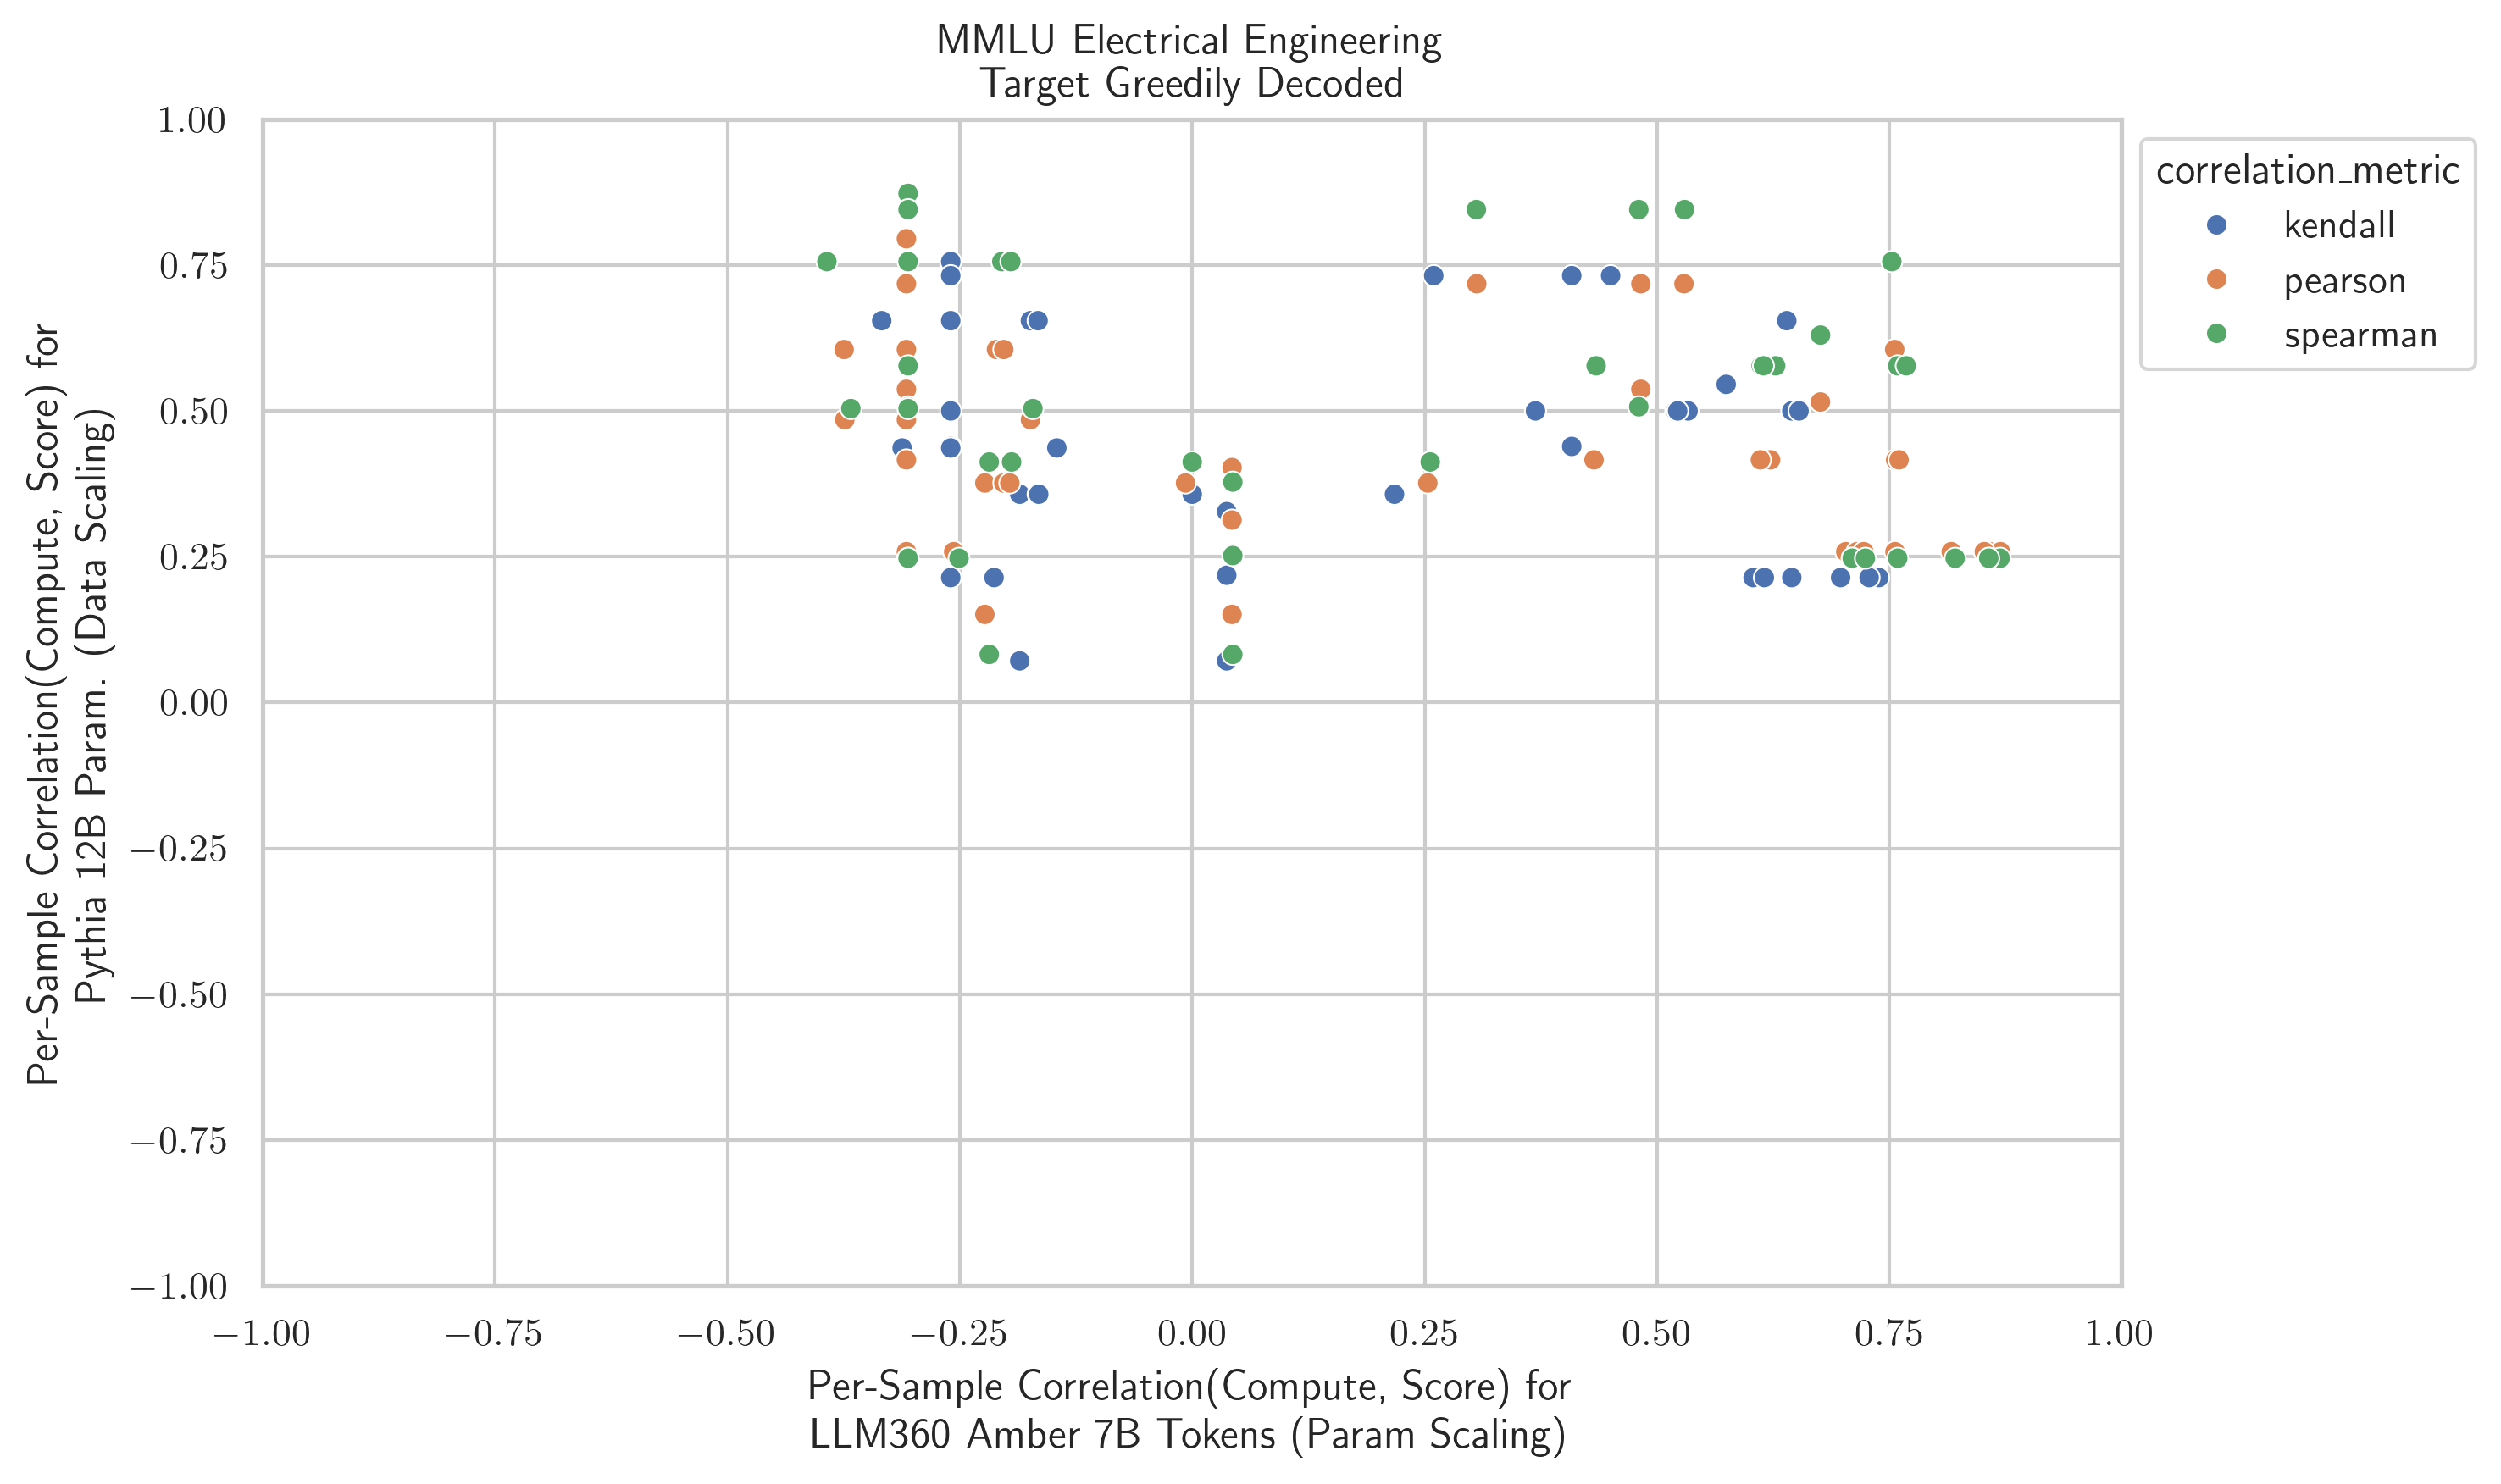 MMLU Electrical Engineering
Target Greedily Decoded
Per-Sample Correlation(Compute, Score) for
Pythia 12B Param. (Data Scaling)
1.00
0.75
0.50
0.25
0.00
−0.25
−0.50
−0.75
−1.00
−1.00
−0.75
−0.50
−0.25
0.00
0.25
0.50
0.75
1.00
Per-Sample Correlation(Compute, Score) for
LLM360 Amber 7B Tokens (Param Scaling)
correlation_metric
kendall
pearson
spearman